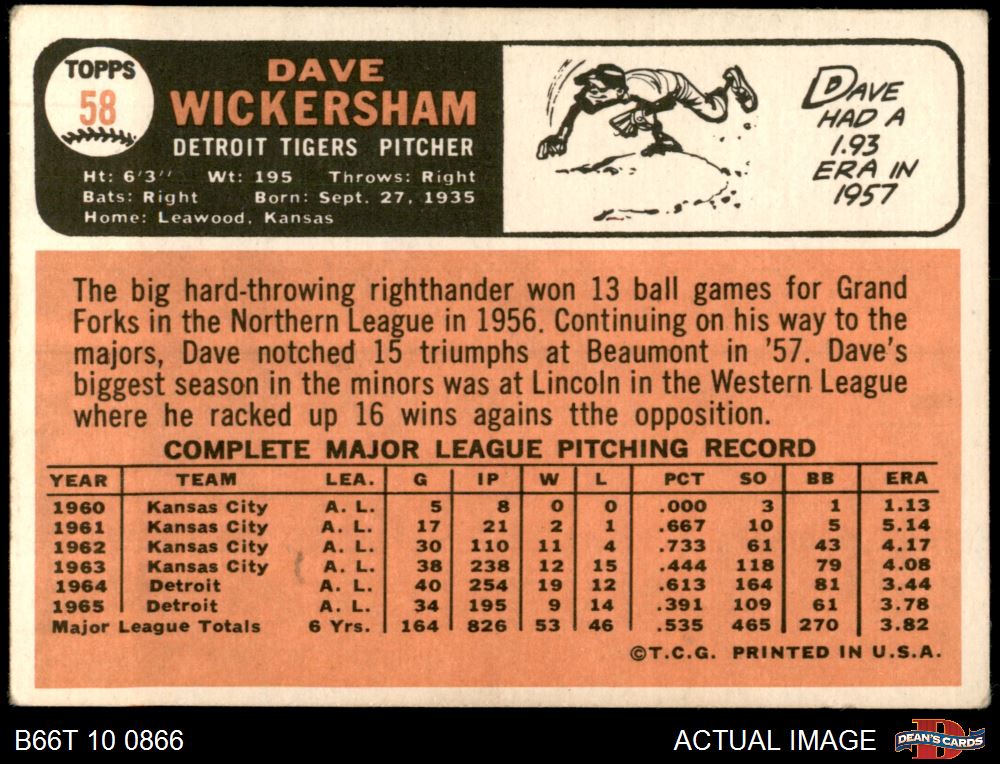 TOPPS
58
DAVE
WICKERSHAM
DETROIT TIGERS PITCHER
Ht: 6'3" Wt: 195 Throws: Right
Bats: Right Born: Sept. 27, 1935
Home: Leawood, Kansas
DAVE
HAD A
1.93
ERA IN
1957
The big hard-throwing righthander won 13 ball games for Grand
Forks in the Northern League in 1956. Continuing on his way to the
majors, Dave notched 15 triumphs at Beaumont in '57. Dave's
biggest season in the minors was at Lincoln in the Western League
where he racked up 16 wins agains tthe opposition.
COMPLETE MAJOR LEAGUE PITCHING RECORD
YEAR TEAM LEA. G IP W L PCT SO BB ERA
1960 Kansas City A. L. 5 8 0 0 .000 3 1 1.13
1961 Kansas City A. L. 17 21 2 1 .667 10 5 5.14
1962 Kansas City A. L. 30 110 11 4 .733 61 43 4.17
1963 Kansas City A. L. 38 238 12 15 .444 118 79 4.08
1964 Detroit A. L. 40 254 19 12 .613 164 81 3.44
1965 Detroit A. L. 34 195 9 14 .391 109 61 3.78
Major League Totals 6 Yrs. 164 826 53 46 .535 465 270 3.82
©T.C.G. PRINTED IN U.S.A.
B66T 10 0866
ACTUAL IMAGE
DEAN'S CARDS